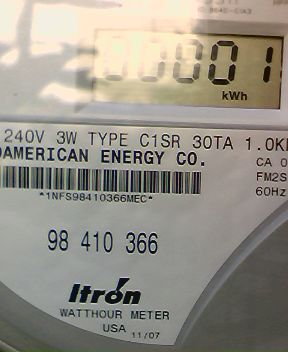 00001
kWh
240V 3W TYPE C1SR 30TA 1.0K
OAMERICAN ENERGY CO.
CA 0
FM2S
*1NFS98410366MEC*
60Hz
98 410 366
Itron
WATTHOUR METER
USA 11/07